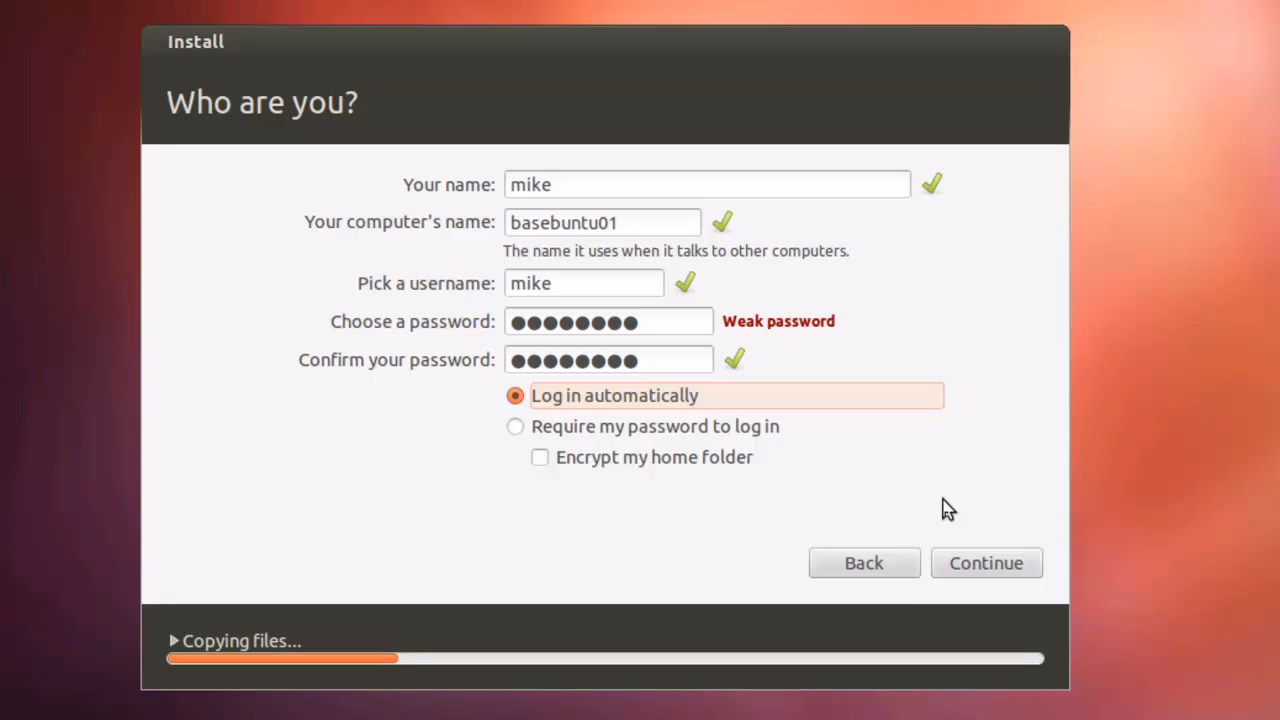 Install
Who are you?
Your name: mike
Your computer's name: basebuntu01
The name it uses when it talks to other computers.
Pick a username: mike
Choose a password: ●●●●●●●● Weak password
Confirm your password: ●●●●●●●●
Log in automatically
Require my password to log in
Encrypt my home folder
Back Continue
Copying files...